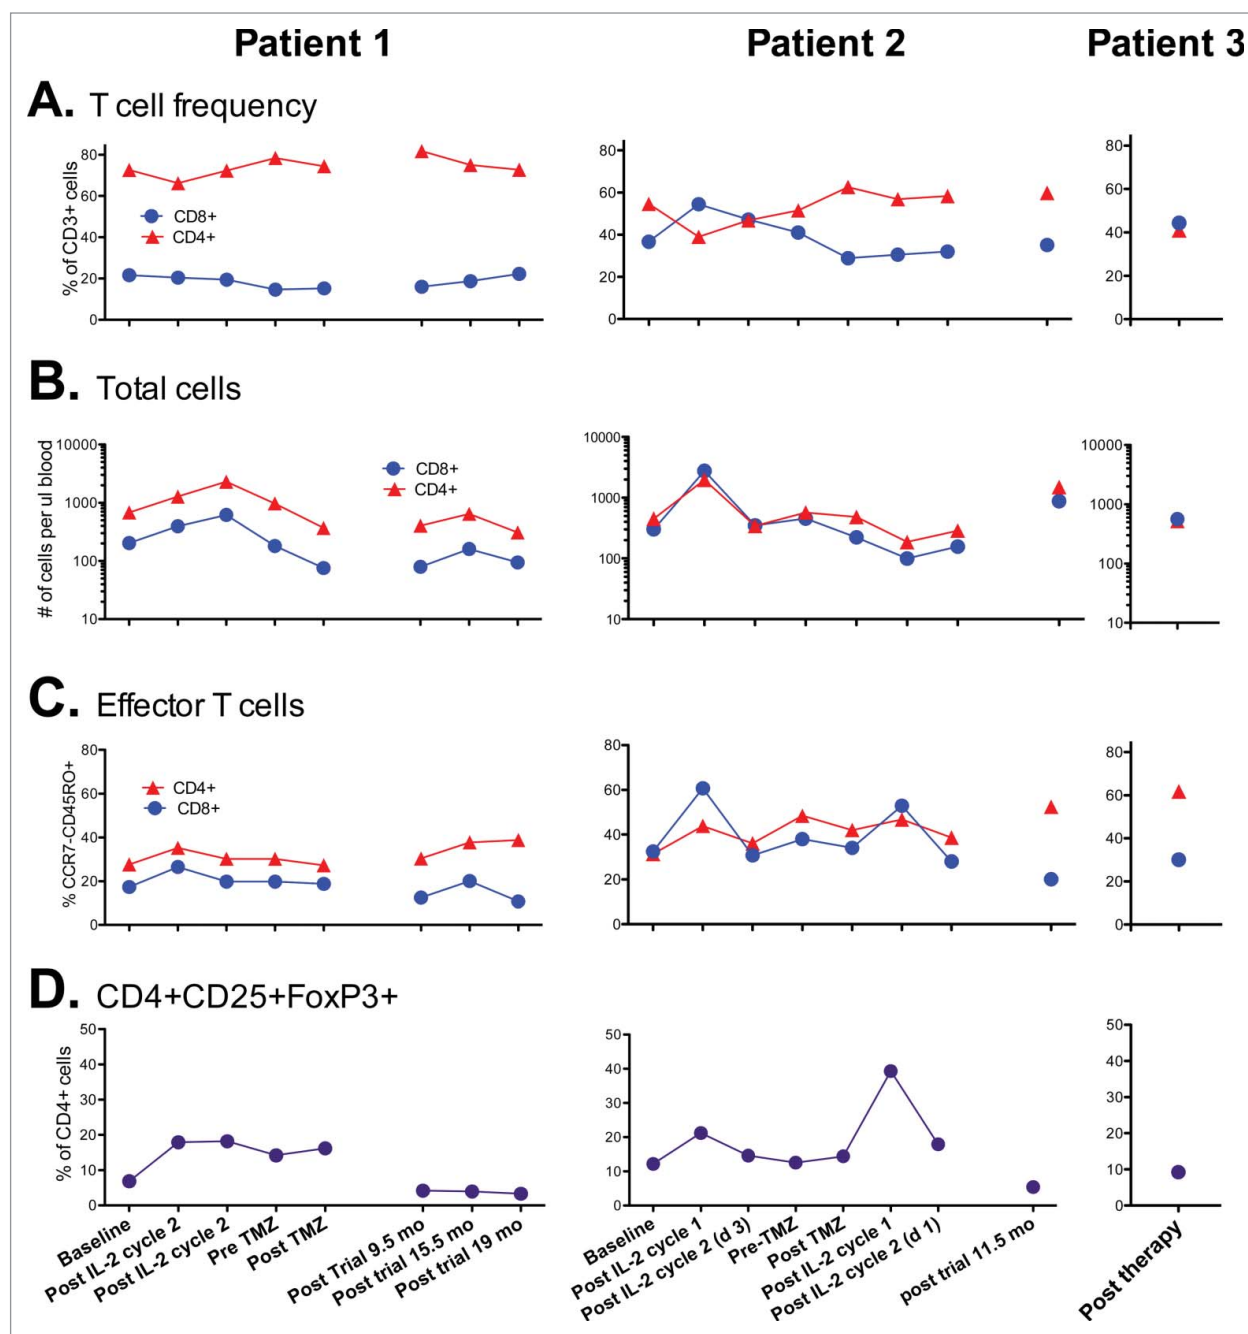 Patient 1
Patient 2
Patient 3
A. T cell frequency
% of CD3+ cells
80
60
40
20
0
CD8+
CD4+
80
60
40
20
0
80
60
40
20
0
B. Total cells
# of cells per ul blood
10000
1000
100
10
CD8+
CD4+
10000
1000
100
10
10000
1000
100
10
C. Effector T cells
% CCR7-CD45RO+
80
60
40
20
0
CD4+
CD8+
80
60
40
20
0
80
60
40
20
0
D. CD4+CD25+FoxP3+
% of CD4+ cells
50
40
30
20
10
0
50
40
30
20
10
0
50
40
30
20
10
0
Baseline
Post IL-2 cycle 2
Post IL-2 cycle 2
Pre TMZ
Post TMZ
Post Trial 9.5 mo
Post trial 15.5 mo
Post trial 19 mo
Baseline
Post IL-2 cycle 1
Post IL-2 cycle 2 (d 3)
Pre-TMZ
Post TMZ
Post IL-2 cycle 1
Post IL-2 cycle 2 (d 1)
post trial 11.5 mo
Post therapy